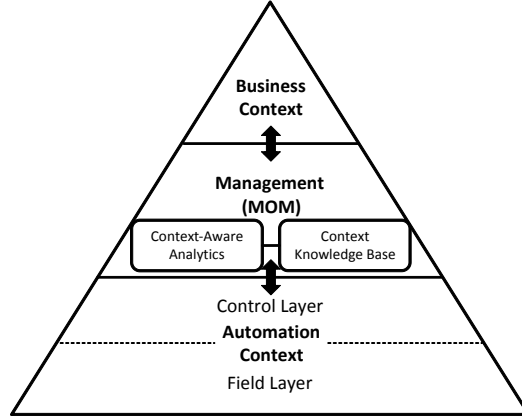 Business
Context
Management
(MOM)
Context-Aware
Analytics
Context
Knowledge Base
Control Layer
Automation
Context
Field Layer